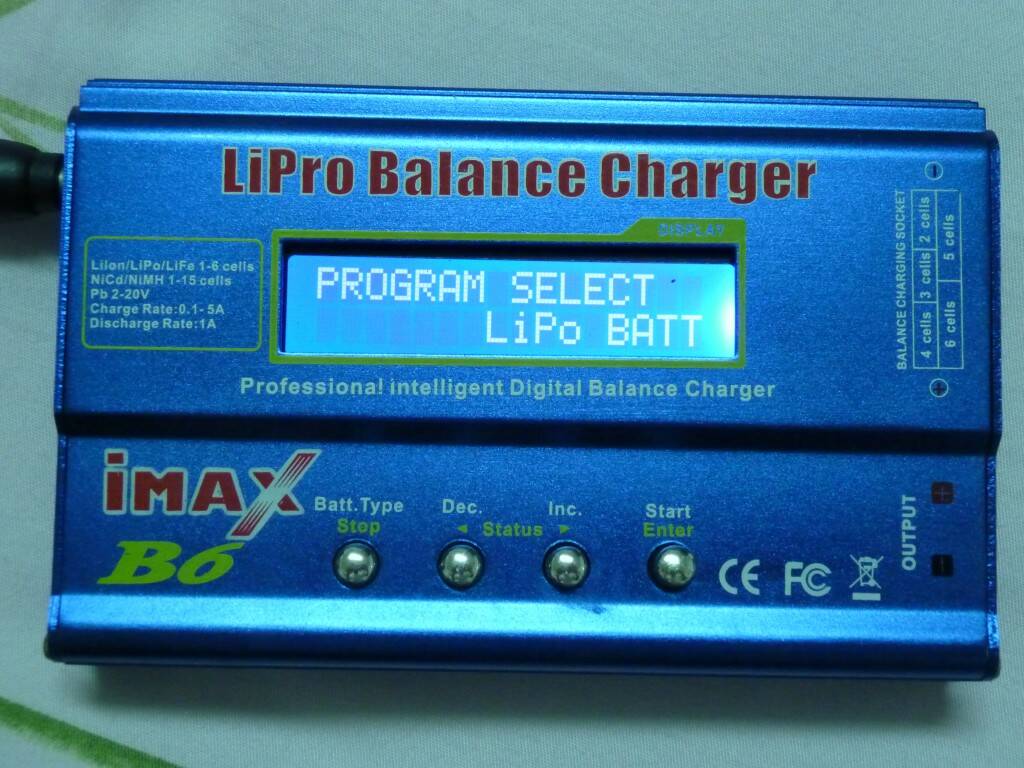 LiPro Balance Charger
DISPLAY
LiIon/LiPo/LiFe 1-6 cells
NiCd/NiMH 1-15 cells
Pb 2-20V
Charge Rate:0.1- 5A
Discharge Rate:1A
PROGRAM SELECT
LiPo BATT
Professional intelligent Digital Balance Charger
BALANCE CHARGING SOCKET
-
4 cells 3 cells 2 cells
6 cells 5 cells
+
iMAX
B6
Batt.Type
Stop
Dec.
Inc.
◄ Status ►
Start
Enter
CE FC
OUTPUT
+
-